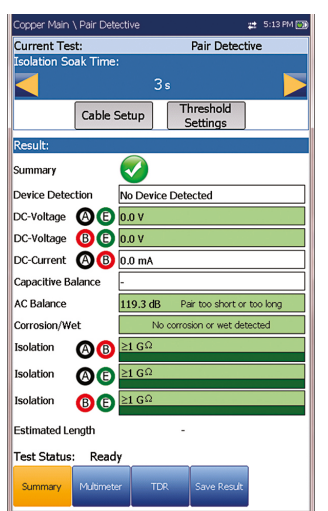 Copper Main \ Pair Detective 5:13 PM
Current Test: Pair Detective
Isolation Soak Time:
3 s
Cable Setup
Threshold
Settings
Result:
Summary
Device Detection No Device Detected
DC-Voltage A E 0.0 V
DC-Voltage B E 0.0 V
DC-Current A B 0.0 mA
Capacitive Balance -
AC Balance 119.3 dB Pair too short or too long
Corrosion/Wet No corrosion or wet detected
Isolation A B ≥1 GΩ
Isolation A E ≥1 GΩ
Isolation B E ≥1 GΩ
Estimated Length -
Test Status: Ready
Summary Multimeter TDR Save Result